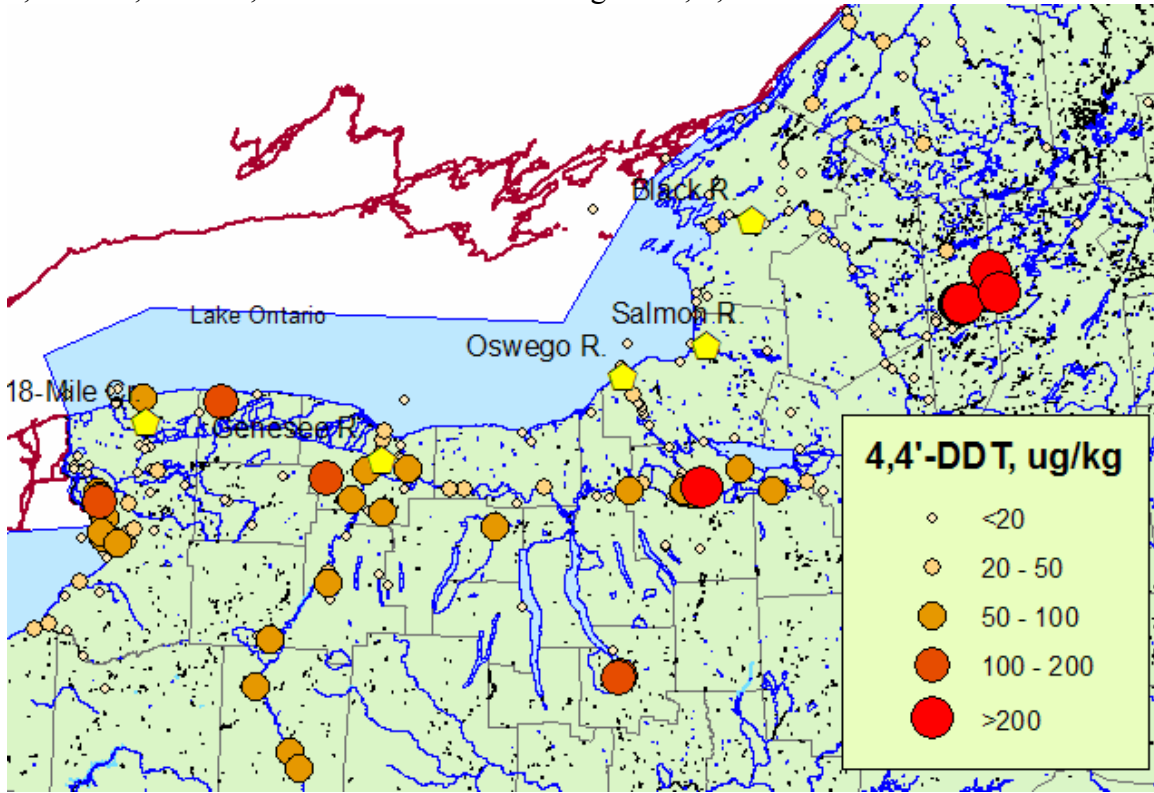 Black R.
Lake Ontario
Salmon R.
Oswego R.
18-Mile Cr.
Genesee R.
4,4'-DDT, ug/kg
<20
20 - 50
50 - 100
100 - 200
>200